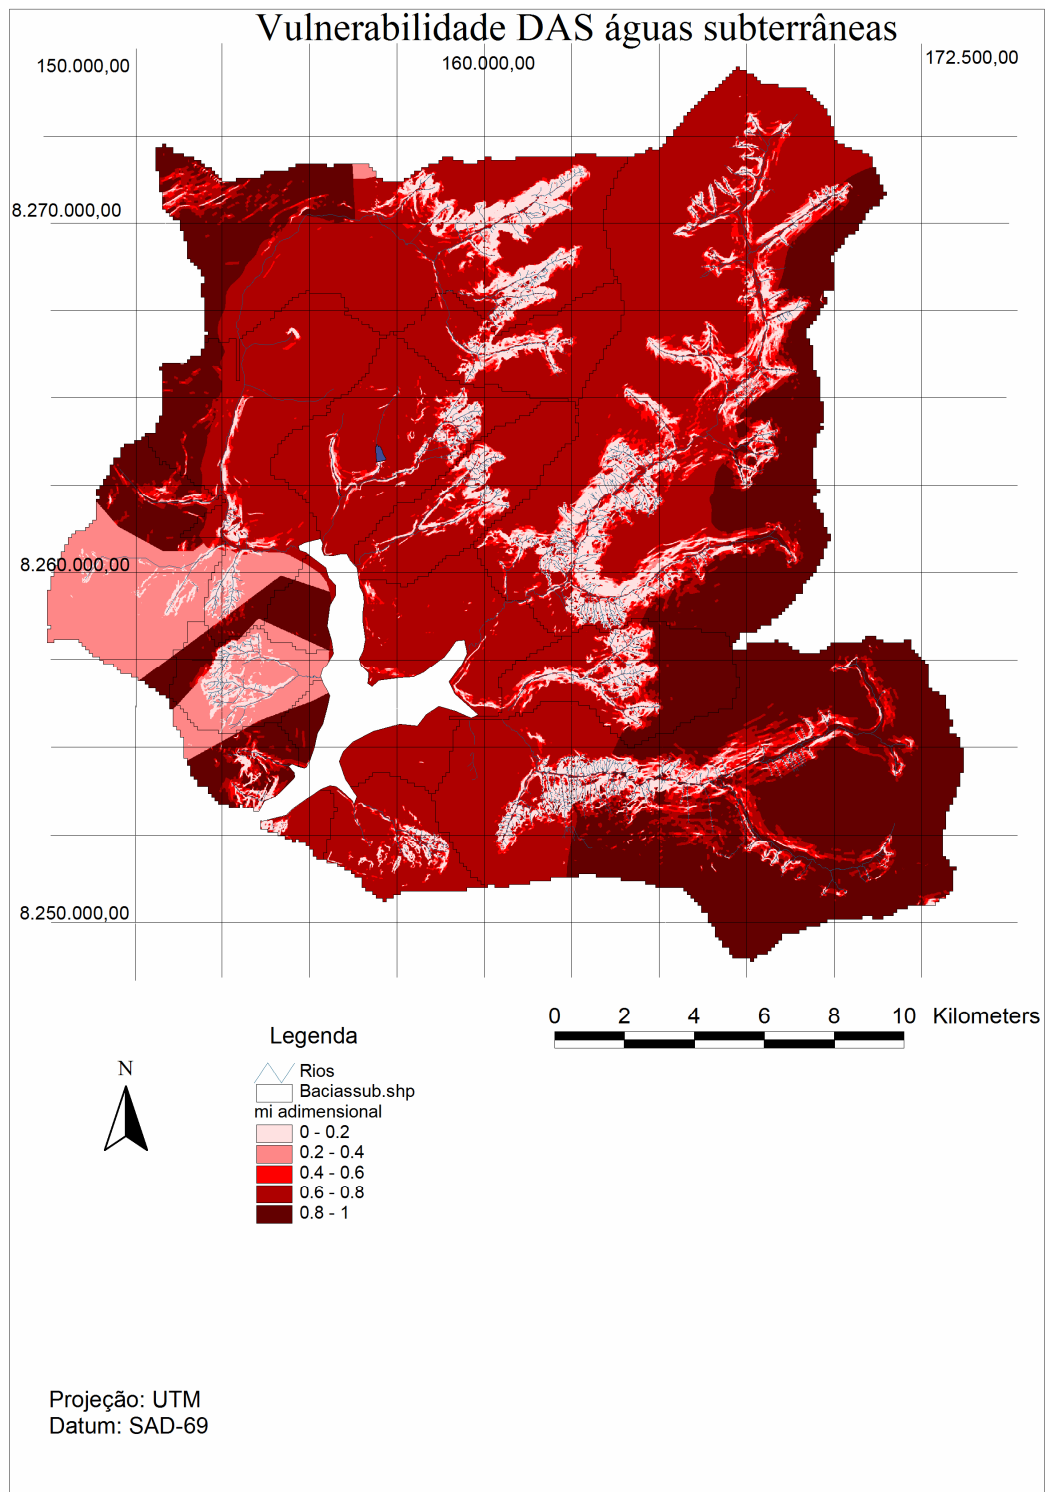 Vulnerabilidade DAS águas subterrâneas
150.000,00
160.000,00
172.500,00
8.270.000,00
8.260.000,00
8.250.000,00
0 2 4 6 8 10 Kilometers
Legenda
N
Rios
Baciassub.shp
mi adimensional
0 - 0.2
0.2 - 0.4
0.4 - 0.6
0.6 - 0.8
0.8 - 1
Projeção: UTM
Datum: SAD-69